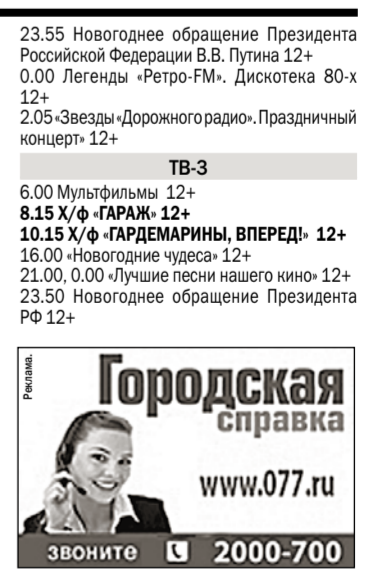 23.55 Новогоднее обращение Президента
Российской Федерации В.В. Путина 12+
0.00 Легенды «Ретро-FM». Дискотека 80-х
12+
2.05 «Звезды «Дорожного радио». Праздничный
концерт» 12+
ТВ-3
6.00 Мультфильмы 12+
8.15 Х/ф «ГАРАЖ» 12+
10.15 Х/ф «ГАРДЕМАРИНЫ, ВПЕРЕД!» 12+
16.00 «Новогодние чудеса» 12+
21.00, 0.00 «Лучшие песни нашего кино» 12+
23.50 Новогоднее обращение Президента
РФ 12+
Реклама.
Городская
справка
www.077.ru
звоните 2000-700